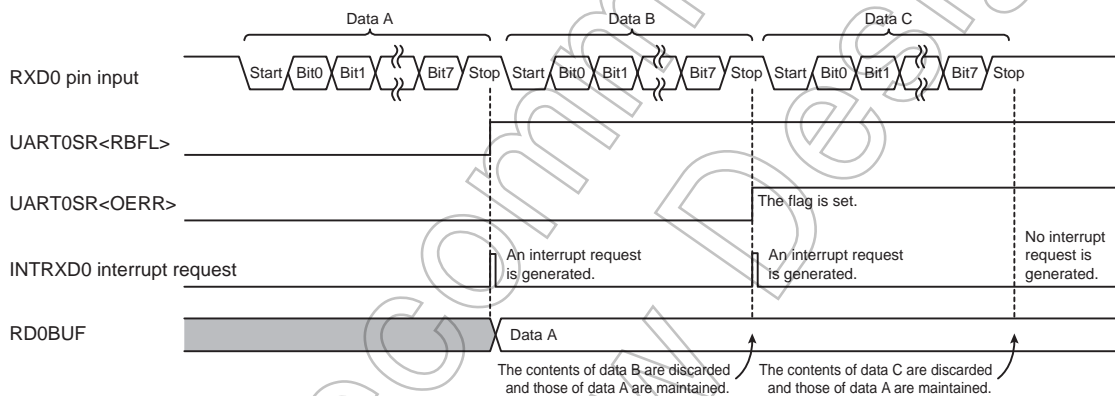 Data A Data B Data C
RXD0 pin input Start Bit0 Bit1 Bit7 Stop Start Bit0 Bit1 Bit7 Stop Start Bit0 Bit1 Bit7 Stop
UART0SR<RBFL>
UART0SR<OERR>
The flag is set.
INTRXD0 interrupt request
An interrupt request
is generated.
An interrupt request
is generated.
No interrupt
request is
generated.
RD0BUF
Data A
The contents of data B are discarded
and those of data A are maintained.
The contents of data C are discarded
and those of data A are maintained.